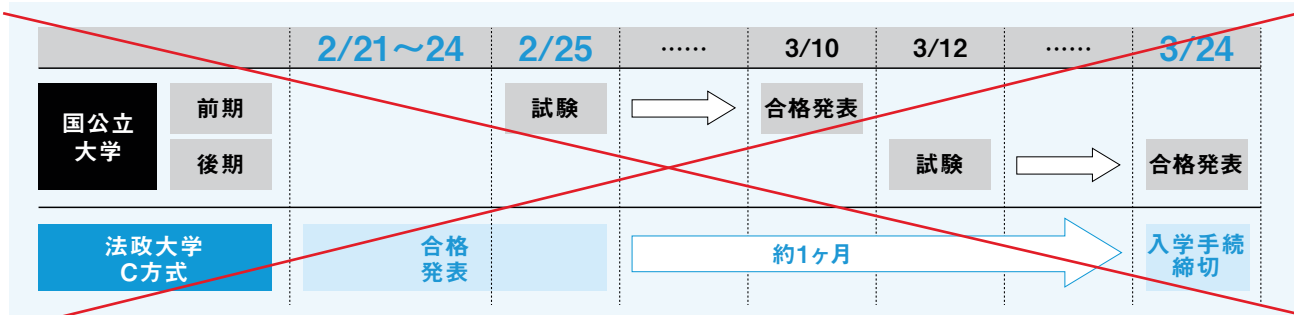 2/21～24 2/25 …… 3/10 3/12 …… 3/24
国公立
大学
前期 試験 合格発表
後期 試験 合格発表
法政大学
C方式
合格
発表
約1ヶ月
入学手続
締切